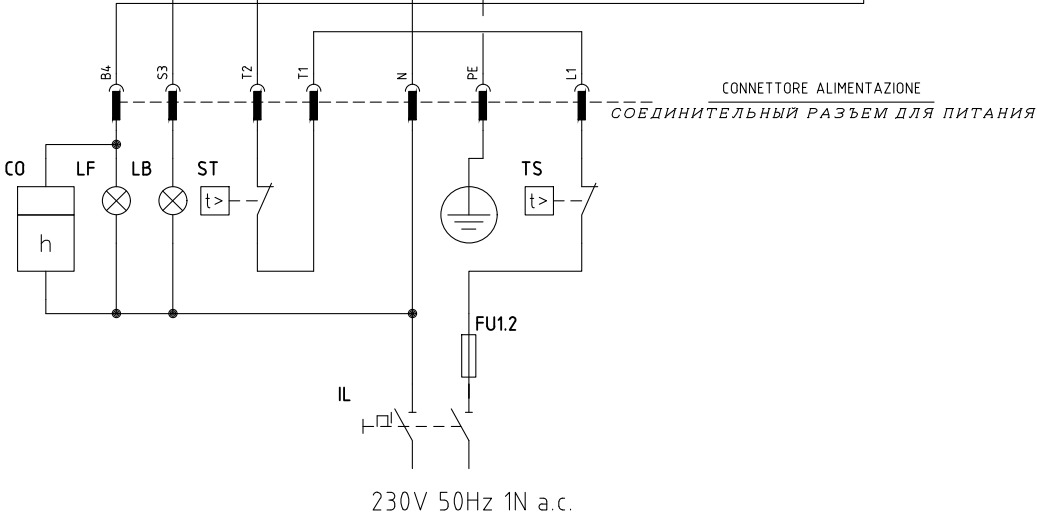 B4 S3 T2 T1 N PE L1
CONNETTORE ALIMENTAZIONE
СОЕДИНИТЕЛЬНЫЙ РАЗЪЕМ ДЛЯ ПИТАНИЯ
CO LF LB ST TS
t> t>
h
FU1.2
IL
230V 50Hz 1N a.c.